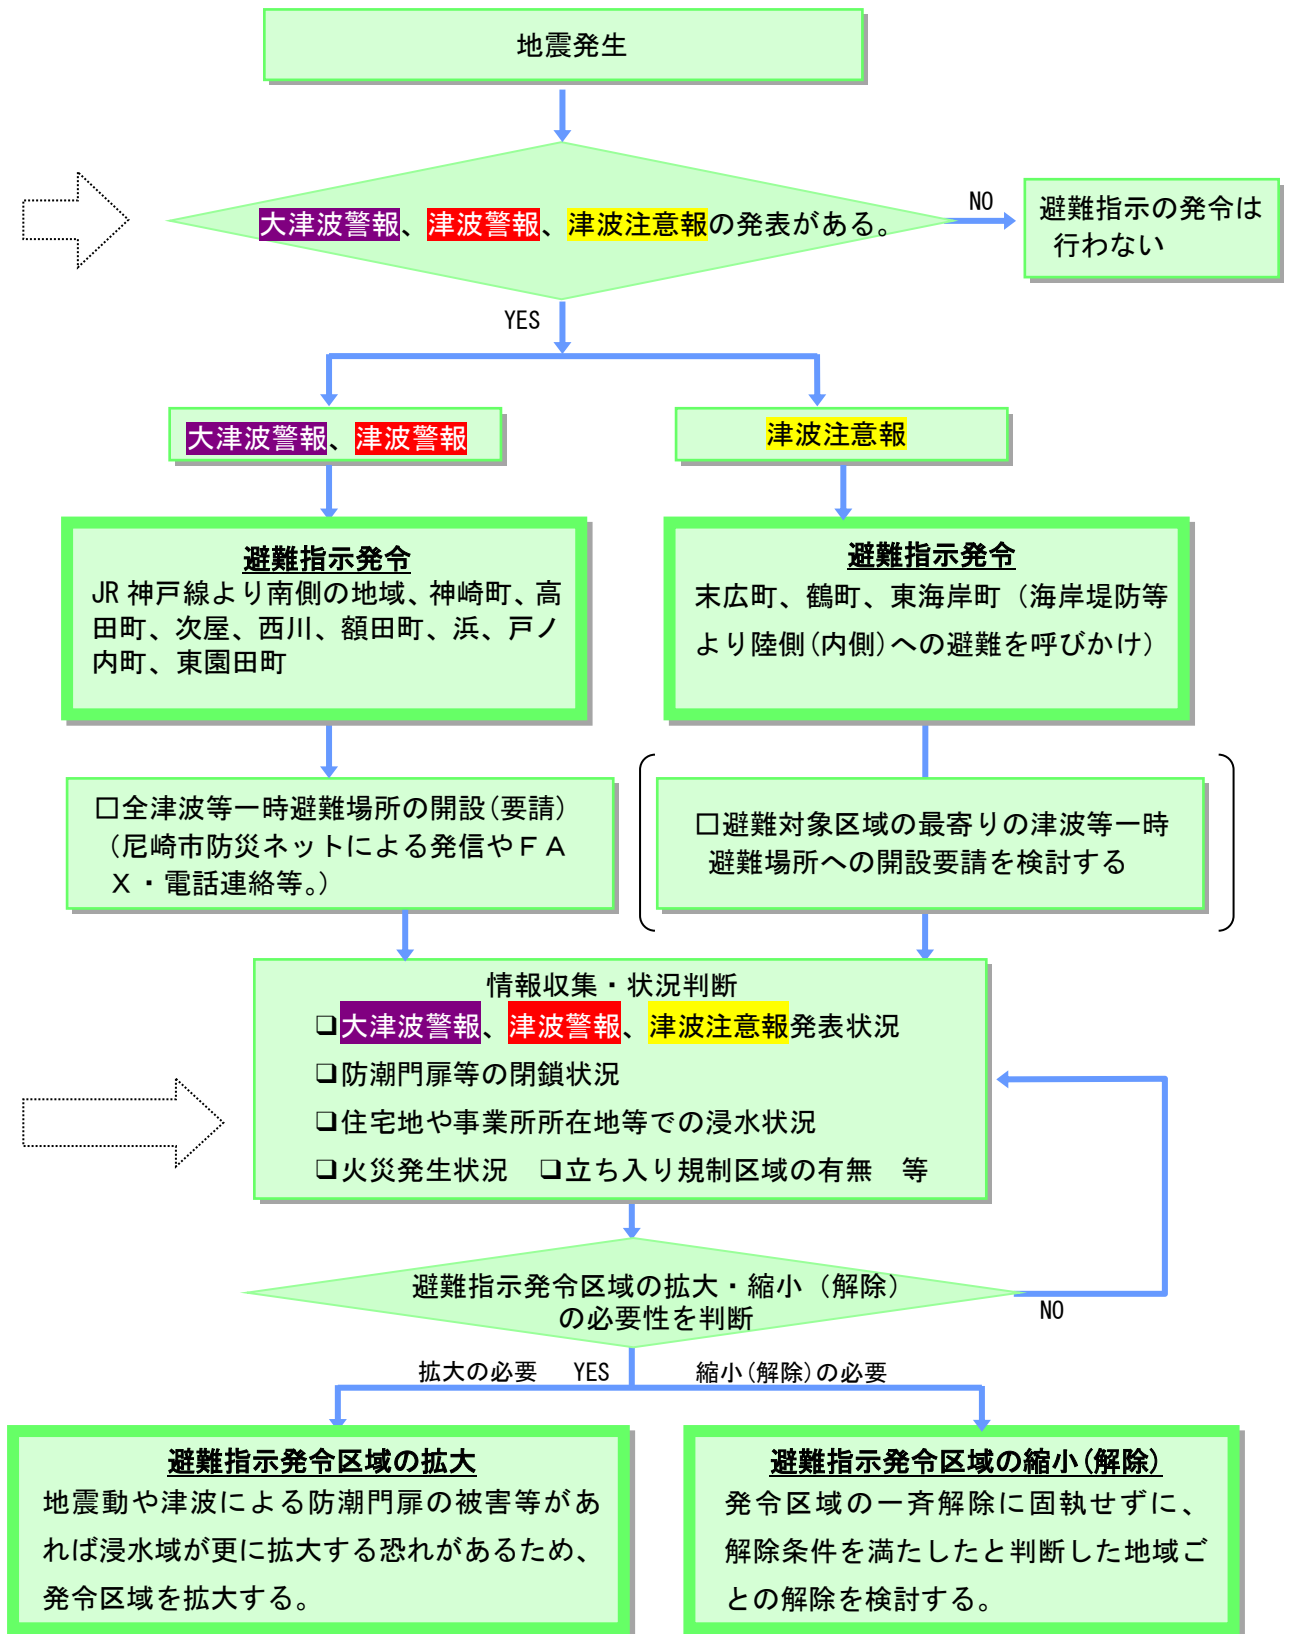 地震発生
大津波警報、津波警報、津波注意報の発表がある。
NO
避難指示の発令は
行わない
YES
大津波警報、津波警報
津波注意報
避難指示発令
JR 神戸線より南側の地域、神崎町、高
田町、次屋、西川、額田町、浜、戸ノ
内町、東園田町
避難指示発令
末広町、鶴町、東海岸町（海岸堤防等
より陸側(内側)への避難を呼びかけ）
□全津波等一時避難場所の開設(要請)
（尼崎市防災ネットによる発信やＦＡ
Ｘ・電話連絡等。）
□避難対象区域の最寄りの津波等一時
避難場所への開設要請を検討する
情報収集・状況判断
❑大津波警報、津波警報、津波注意報発表状況
❑防潮門扉等の閉鎖状況
❑住宅地や事業所所在地等での浸水状況
❑火災発生状況　❑立ち入り規制区域の有無　等
避難指示発令区域の拡大・縮小（解除）
の必要性を判断
NO
拡大の必要　YES　縮小(解除)の必要
避難指示発令区域の拡大
地震動や津波による防潮門扉の被害等があ
れば浸水域が更に拡大する恐れがあるため、
発令区域を拡大する。
避難指示発令区域の縮小(解除)
発令区域の一斉解除に固執せずに、
解除条件を満たしたと判断した地域ご
との解除を検討する。